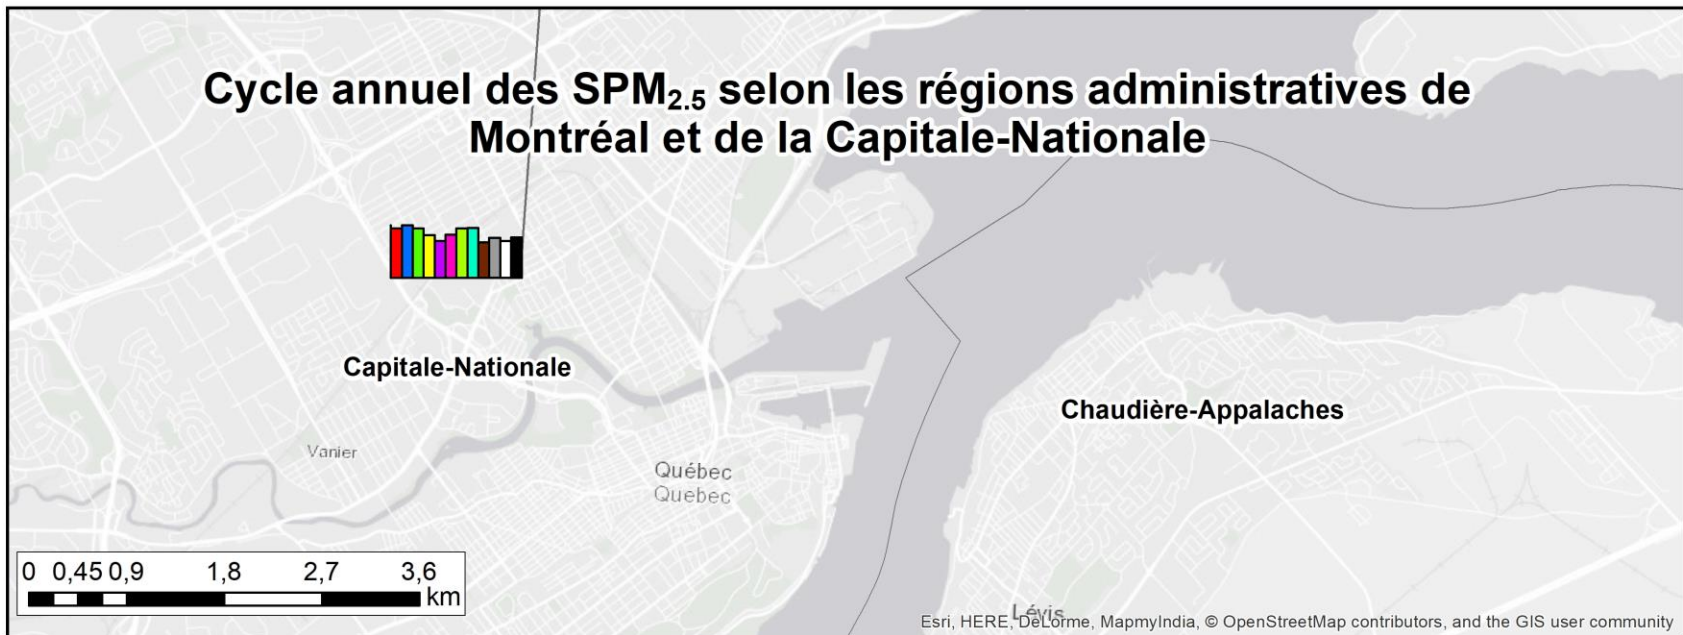 Cycle annuel des SPM2.5 selon les régions administratives de
Montréal et de la Capitale-Nationale
Capitale-Nationale
Chaudière-Appalaches
Vanier
Québec
Quebec
0 0,45 0,9 1,8 2,7 3,6
km
Lévis
Esri, HERE, DeLorme, MapmyIndia, © OpenStreetMap contributors, and the GIS user community